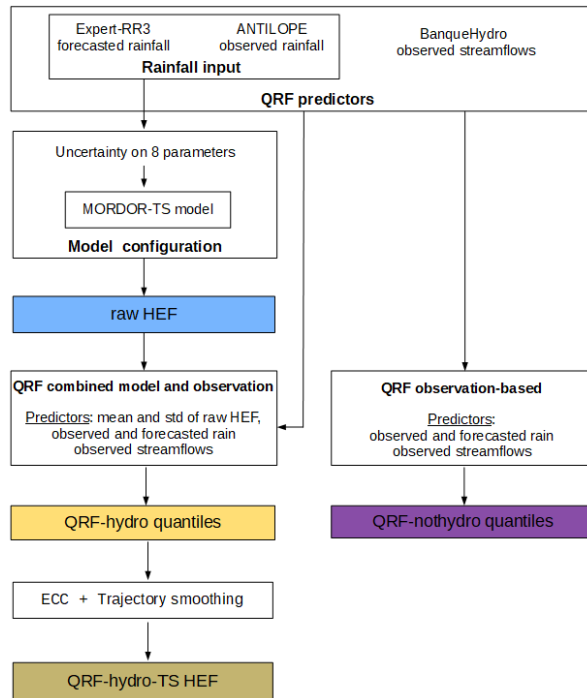 Expert-RR3
forecasted rainfall
ANTILOPE
observed rainfall
Rainfall input
BanqueHydro
observed streamflows
QRF predictors
Uncertainty on 8 parameters
MORDOR-TS model
Model configuration
raw HEF
QRF combined model and observation
Predictors: mean and std of raw HEF,
observed and forecasted rain
observed streamflows
QRF observation-based
Predictors:
observed and forecasted rain
observed streamflows
QRF-hydro quantiles
QRF-nothydro quantiles
ECC + Trajectory smoothing
QRF-hydro-TS HEF